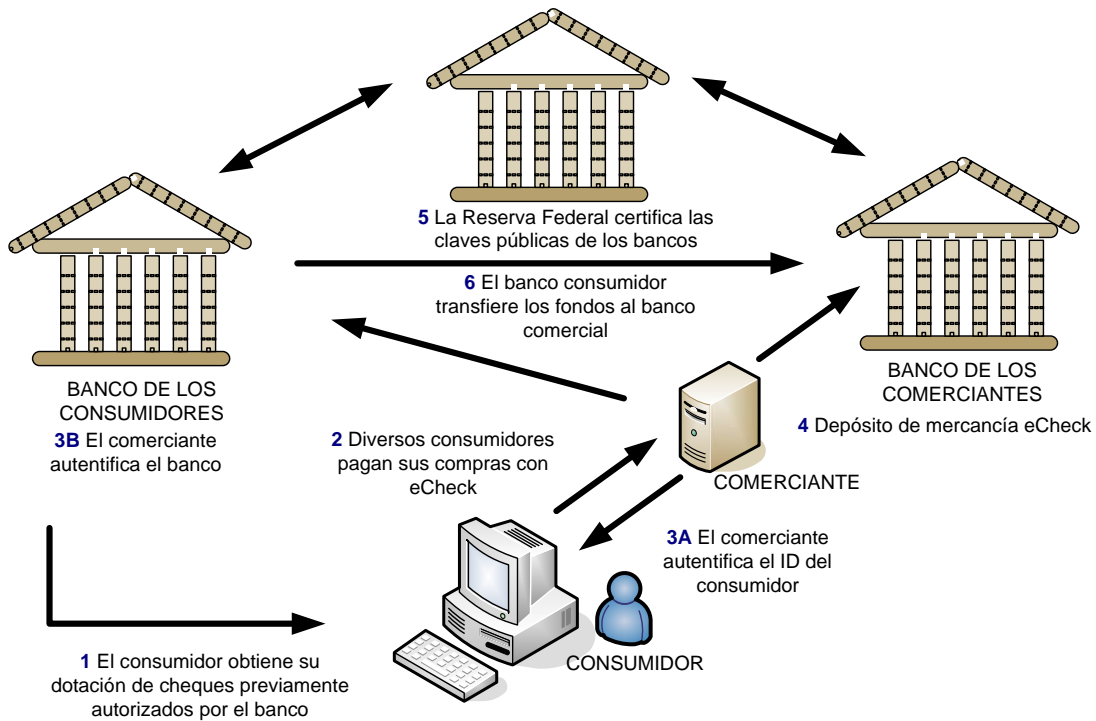 5 La Reserva Federal certifica las
claves públicas de los bancos
6 El banco consumidor
transfiere los fondos al banco
comercial
BANCO DE LOS
CONSUMIDORES
3B El comerciante
autentifica el banco
BANCO DE LOS
COMERCIANTES
4 Depósito de mercancía eCheck
2 Diversos consumidores
pagan sus compras con
eCheck
COMERCIANTE
3A El comerciante
autentifica el ID del
consumidor
CONSUMIDOR
1 El consumidor obtiene su
dotación de cheques previamente
autorizados por el banco